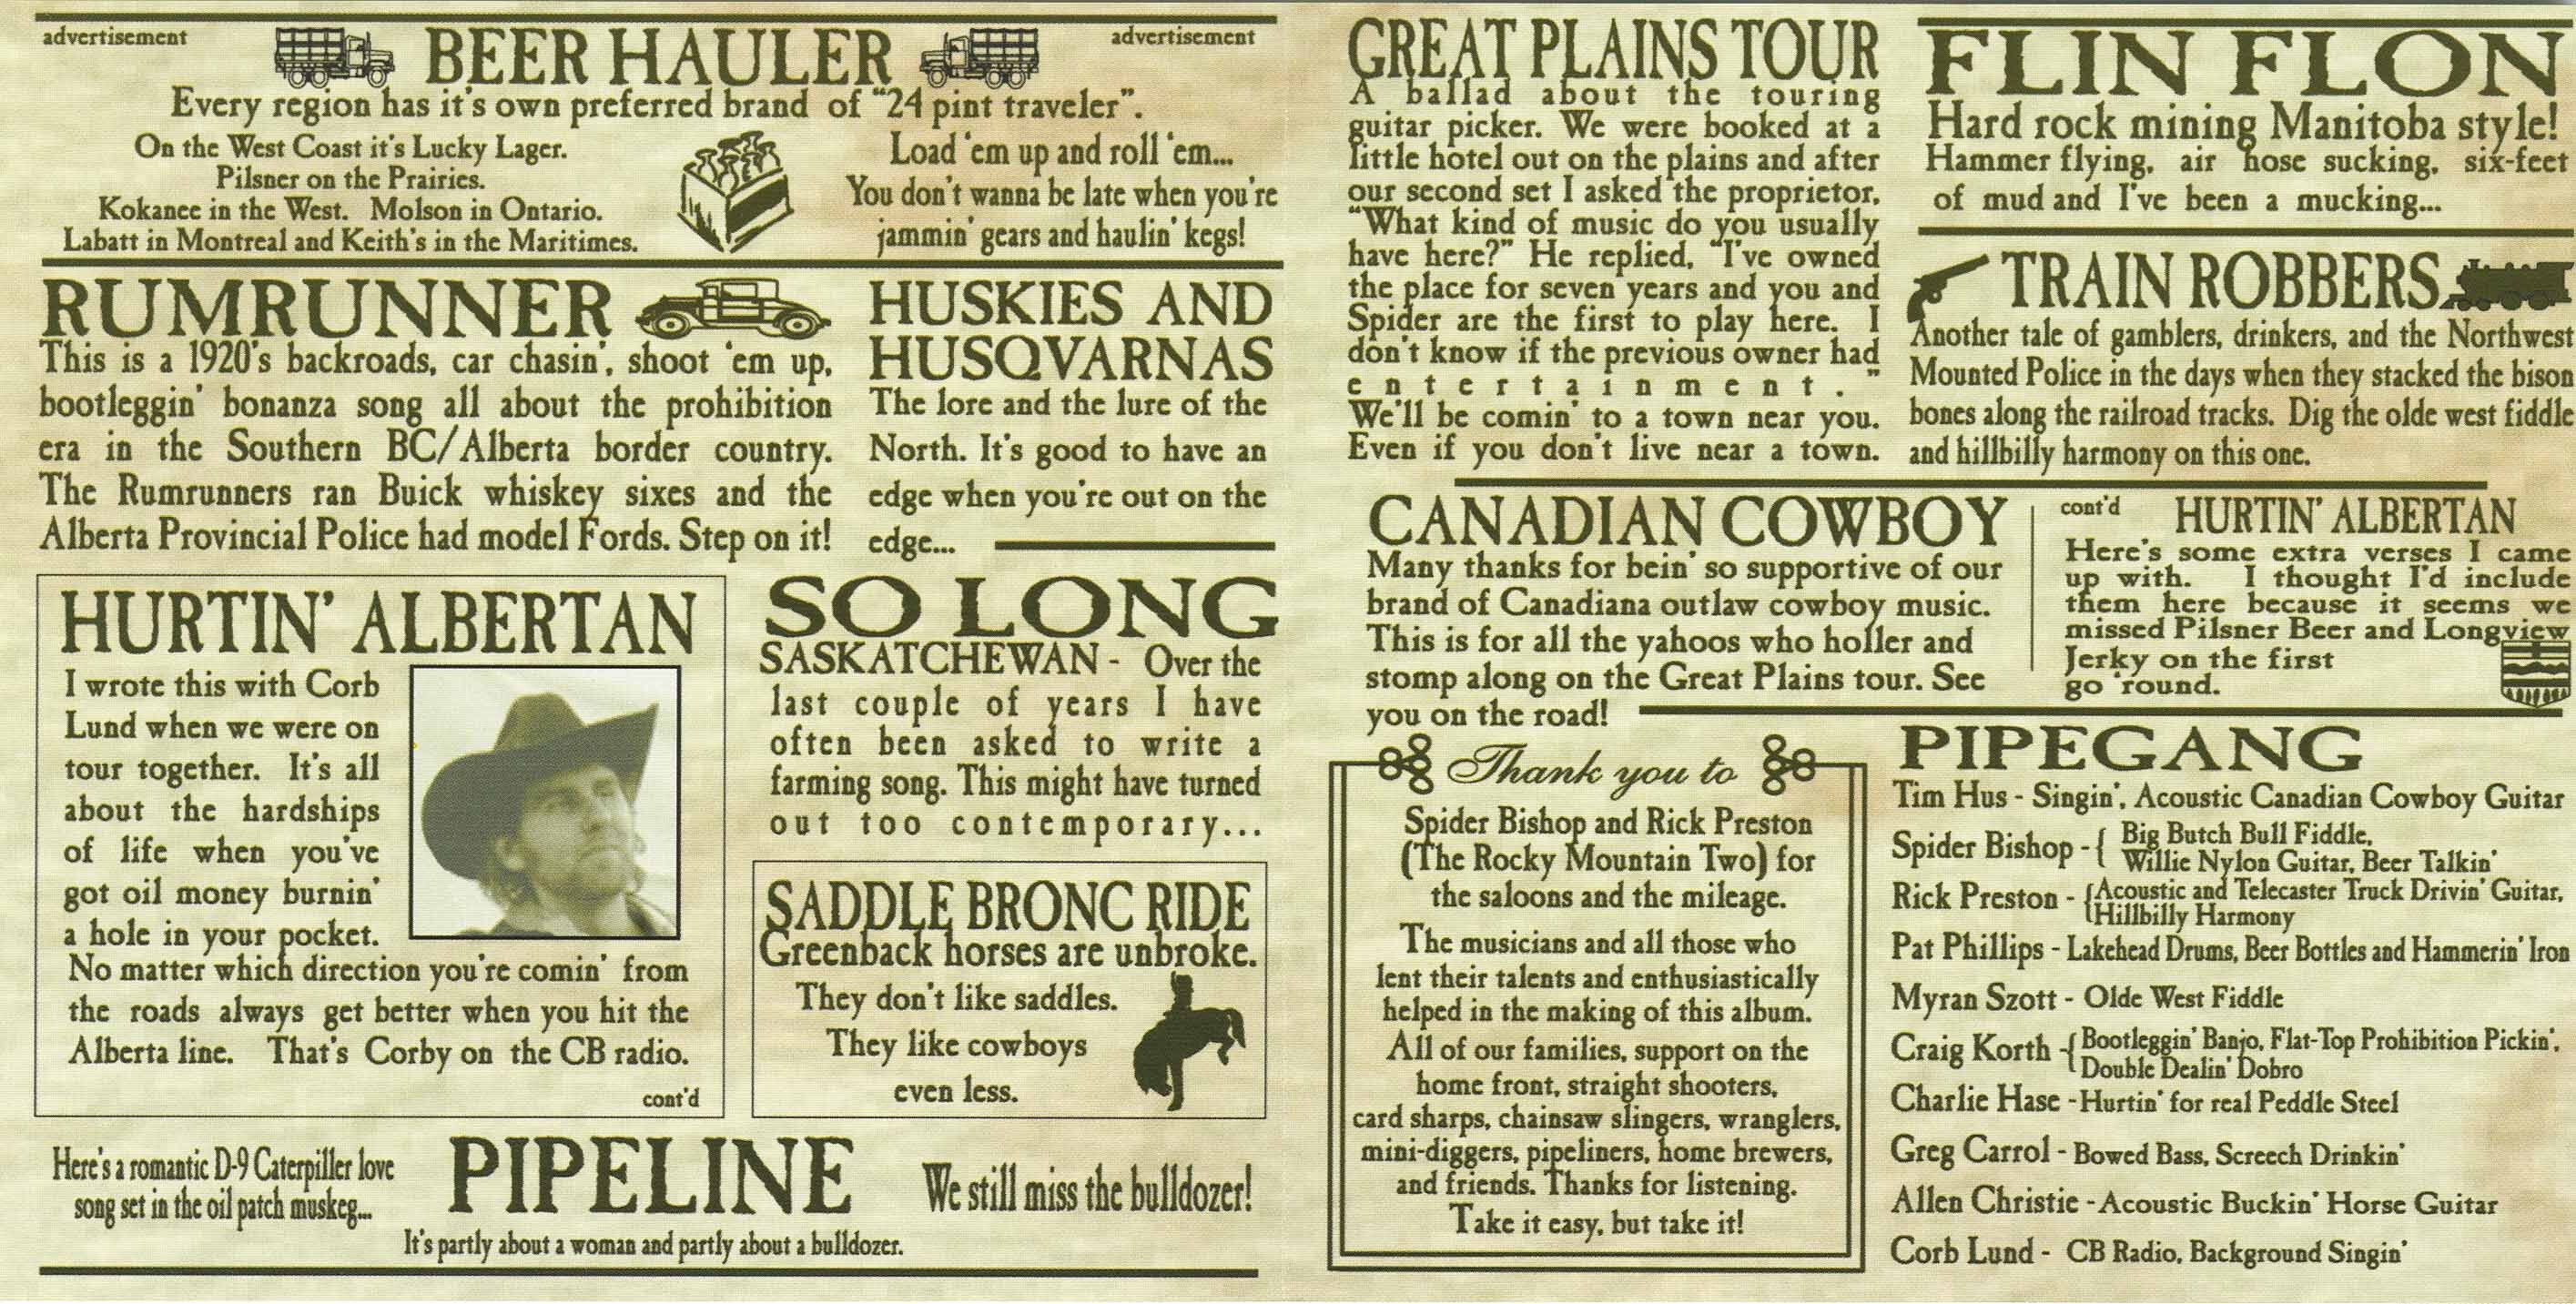 advertisement
BEER HAULER
advertisement
Every region has it's own preferred brand of "24 pint traveler".
On the West Coast it's Lucky Lager.
Pilsner on the Prairies.
Kokanee in the West. Molson in Ontario.
Labatt in Montreal and Keith's in the Maritimes.
Load 'em up and roll 'em...
You don't wanna be late when you're
jammin' gears and haulin' kegs!
RUMRUNNER
This is a 1920's backroads, car chasin', shoot 'em up,
bootleggin' bonanza song all about the prohibition
era in the Southern BC/Alberta border country.
The Rumrunners ran Buick whiskey sixes and the
Alberta Provincial Police had model Fords. Step on it!
HUSKIES AND
HUSQVARNAS
The lore and the lure of the
North. It's good to have an
edge when you're out on the
edge...
HURTIN' ALBERTAN
I wrote this with Corb
Lund when we were on
tour together. It's all
about the hardships
of life when you've
got oil money burnin'
a hole in your pocket.
No matter which direction you're comin' from
the roads always get better when you hit the
Alberta line. That's Corby on the CB radio.
cont'd
SO LONG
SASKATCHEWAN - Over the
last couple of years I have
often been asked to write a
farming song. This might have turned
out too contemporary...
SADDLE BRONC RIDE
Greenback horses are unbroke.
They don't like saddles.
They like cowboys
even less.
Here's a romantic D-9 Caterpiller love
song set in the oil patch muskeg...
PIPELINE
We still miss the bulldozer!
It's partly about a woman and partly about a bulldozer.
GREAT PLAINS TOUR
A ballad about the touring
guitar picker. We were booked at a
little hotel out on the plains and after
our second set I asked the proprietor,
"What kind of music do you usually
have here?" He replied, "I've owned
the place for seven years and you and
Spider are the first to play here. I
don't know if the previous owner had
entertainment."
We'll be comin' to a town near you.
Even if you don't live near a town.
FLIN FLON
Hard rock mining Manitoba style!
Hammer flying, air hose sucking, six-feet
of mud and I've been a mucking...
TRAIN ROBBERS
Another tale of gamblers, drinkers, and the Northwest
Mounted Police in the days when they stacked the bison
bones along the railroad tracks. Dig the olde west fiddle
and hillbilly harmony on this one.
CANADIAN COWBOY
Many thanks for bein' so supportive of our
brand of Canadiana outlaw cowboy music.
This is for all the yahoos who holler and
stomp along on the Great Plains tour. See
you on the road!
cont'd HURTIN' ALBERTAN
Here's some extra verses I came
up with. I thought I'd include
them here because it seems we
missed Pilsner Beer and Longview
Jerky on the first
go 'round.
Thank you to
Spider Bishop and Rick Preston
(The Rocky Mountain Two) for
the saloons and the mileage.
The musicians and all those who
lent their talents and enthusiastically
helped in the making of this album.
All of our families, support on the
home front, straight shooters,
card sharps, chainsaw slingers, wranglers,
mini-diggers, pipeliners, home brewers,
and friends. Thanks for listening.
Take it easy, but take it!
PIPEGANG
Tim Hus - Singin', Acoustic Canadian Cowboy Guitar
Spider Bishop - { Big Butch Bull Fiddle,
Willie Nylon Guitar, Beer Talkin'
Rick Preston - { Acoustic and Telecaster Truck Drivin' Guitar,
Hillbilly Harmony
Pat Phillips - Lakehead Drums, Beer Bottles and Hammerin' Iron
Myran Szott - Olde West Fiddle
Craig Korth - { Bootleggin' Banjo, Flat-Top Prohibition Pickin',
Double Dealin' Dobro
Charlie Hase - Hurtin' for real Peddle Steel
Greg Carrol - Bowed Bass, Screech Drinkin'
Allen Christie - Acoustic Buckin' Horse Guitar
Corb Lund - CB Radio, Background Singin'